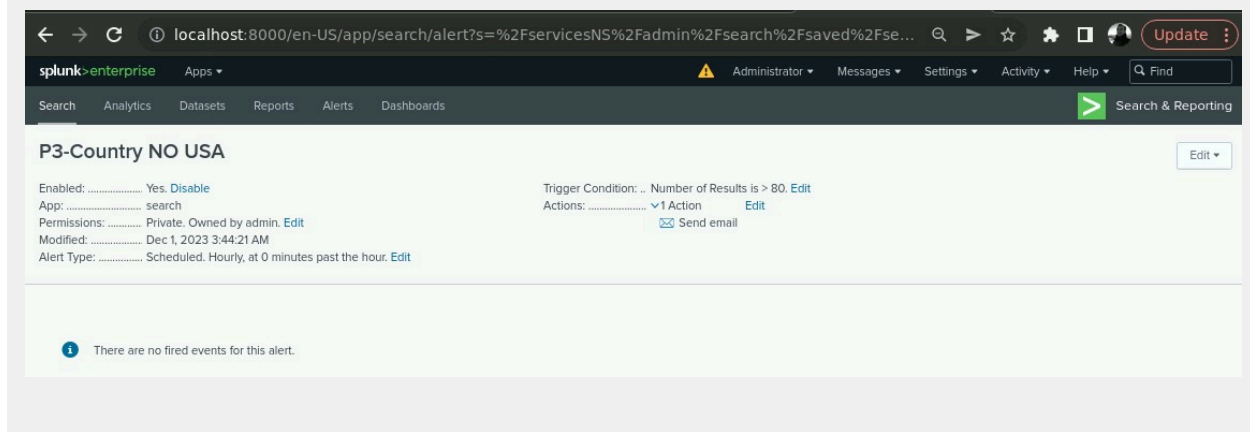 localhost:8000/en-US/app/search/alert?s=%2FservicesNS%2Fadmin%2Fsearch%2Fsaved%2Fse... Update
splunk>enterprise Apps Administrator Messages Settings Activity Help Find
Search Analytics Datasets Reports Alerts Dashboards Search & Reporting
P3-Country NO USA Edit
Enabled: .................. Yes. Disable
App: .......................... search
Permissions: ............ Private. Owned by admin. Edit
Modified: .................. Dec 1, 2023 3:44:21 AM
Alert Type: ............... Scheduled. Hourly, at 0 minutes past the hour. Edit
Trigger Condition: .. Number of Results is > 80. Edit
Actions: .................... 1 Action Edit
Send email
There are no fired events for this alert.